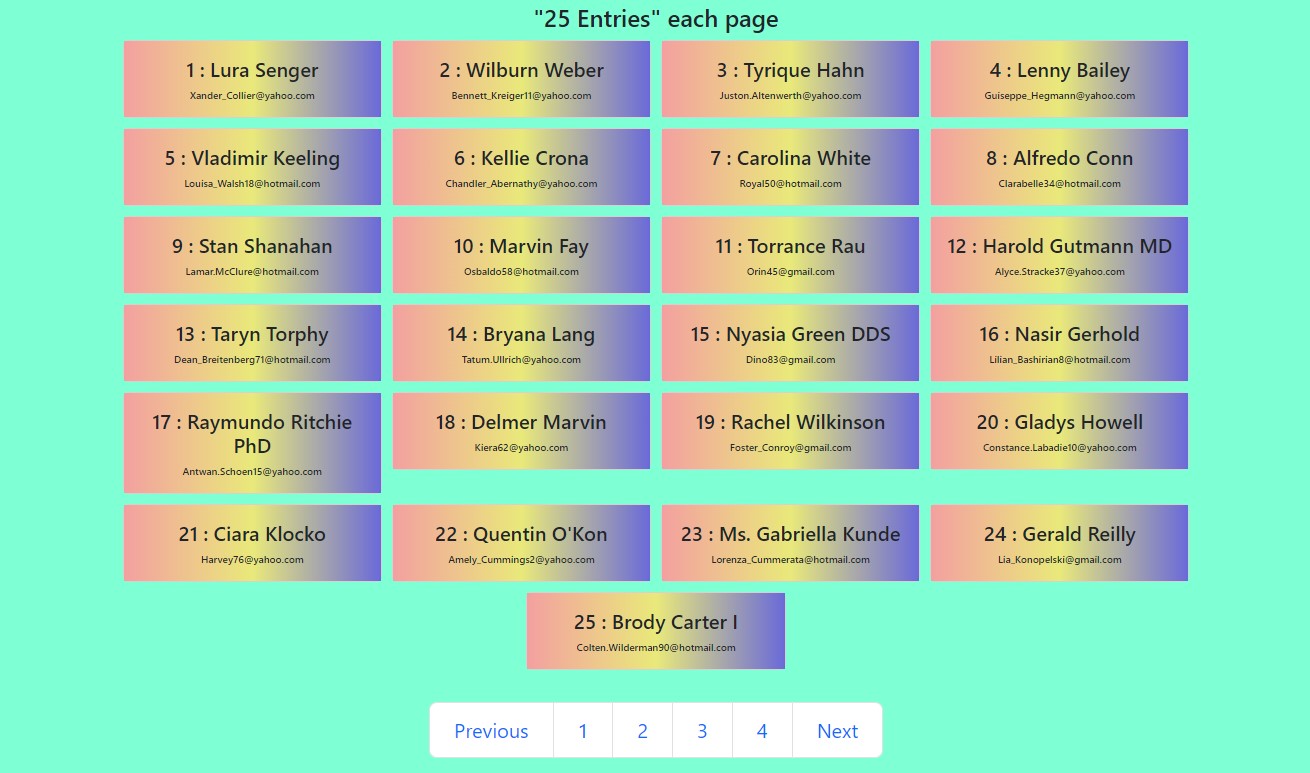 "25 Entries" each page
1 : Lura Senger
Xander_Collier@yahoo.com
2 : Wilburn Weber
Bennett_Kreiger11@yahoo.com
3 : Tyrique Hahn
Juston.Altenwerth@yahoo.com
4 : Lenny Bailey
Guiseppe_Hegmann@yahoo.com
5 : Vladimir Keeling
Louisa_Walsh18@hotmail.com
6 : Kellie Crona
Chandler_Abernathy@yahoo.com
7 : Carolina White
Royal50@hotmail.com
8 : Alfredo Conn
Clarabelle34@hotmail.com
9 : Stan Shanahan
Lamar.McClure@hotmail.com
10 : Marvin Fay
Osbaldo58@hotmail.com
11 : Torrance Rau
Orin45@gmail.com
12 : Harold Gutmann MD
Alyce.Stracke37@yahoo.com
13 : Taryn Torphy
Dean_Breitenberg71@hotmail.com
14 : Bryana Lang
Tatum.Ullrich@yahoo.com
15 : Nyasia Green DDS
Dino83@gmail.com
16 : Nasir Gerhold
Lilian_Bashirian8@hotmail.com
17 : Raymundo Ritchie
PhD
Antwan.Schoen15@yahoo.com
18 : Delmer Marvin
Kiera62@yahoo.com
19 : Rachel Wilkinson
Foster_Conroy@gmail.com
20 : Gladys Howell
Constance.Labadie10@yahoo.com
21 : Ciara Klocko
Harvey76@yahoo.com
22 : Quentin O'Kon
Amely_Cummings2@yahoo.com
23 : Ms. Gabriella Kunde
Lorenza_Cummerata@hotmail.com
24 : Gerald Reilly
Lia_Konopelski@gmail.com
25 : Brody Carter I
Colten.Wilderman90@hotmail.com
Previous 1 2 3 4 Next